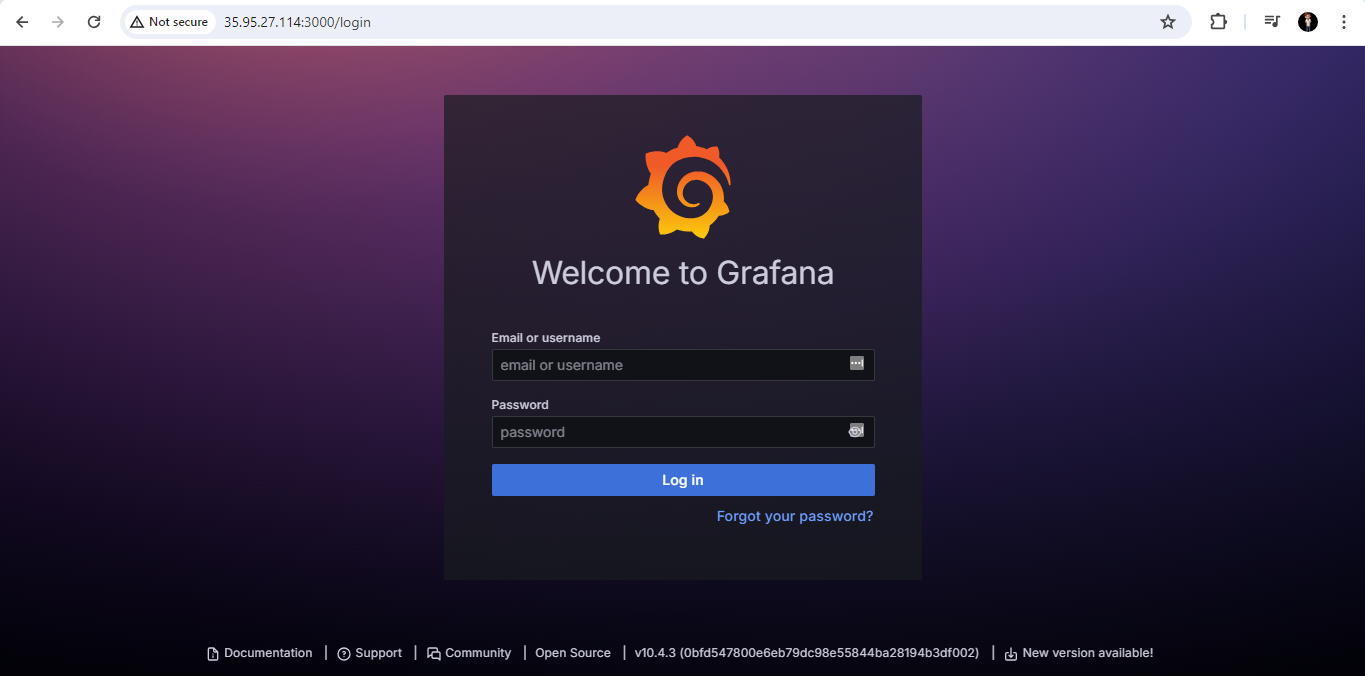 Not secure 35.95.27.114:3000/login
Welcome to Grafana
Email or username
email or username
Password
password
Log in
Forgot your password?
Documentation | Support | Community | Open Source | v10.4.3 (0bfd547800e6eb79dc98e55844ba28194b3df002) | New version available!